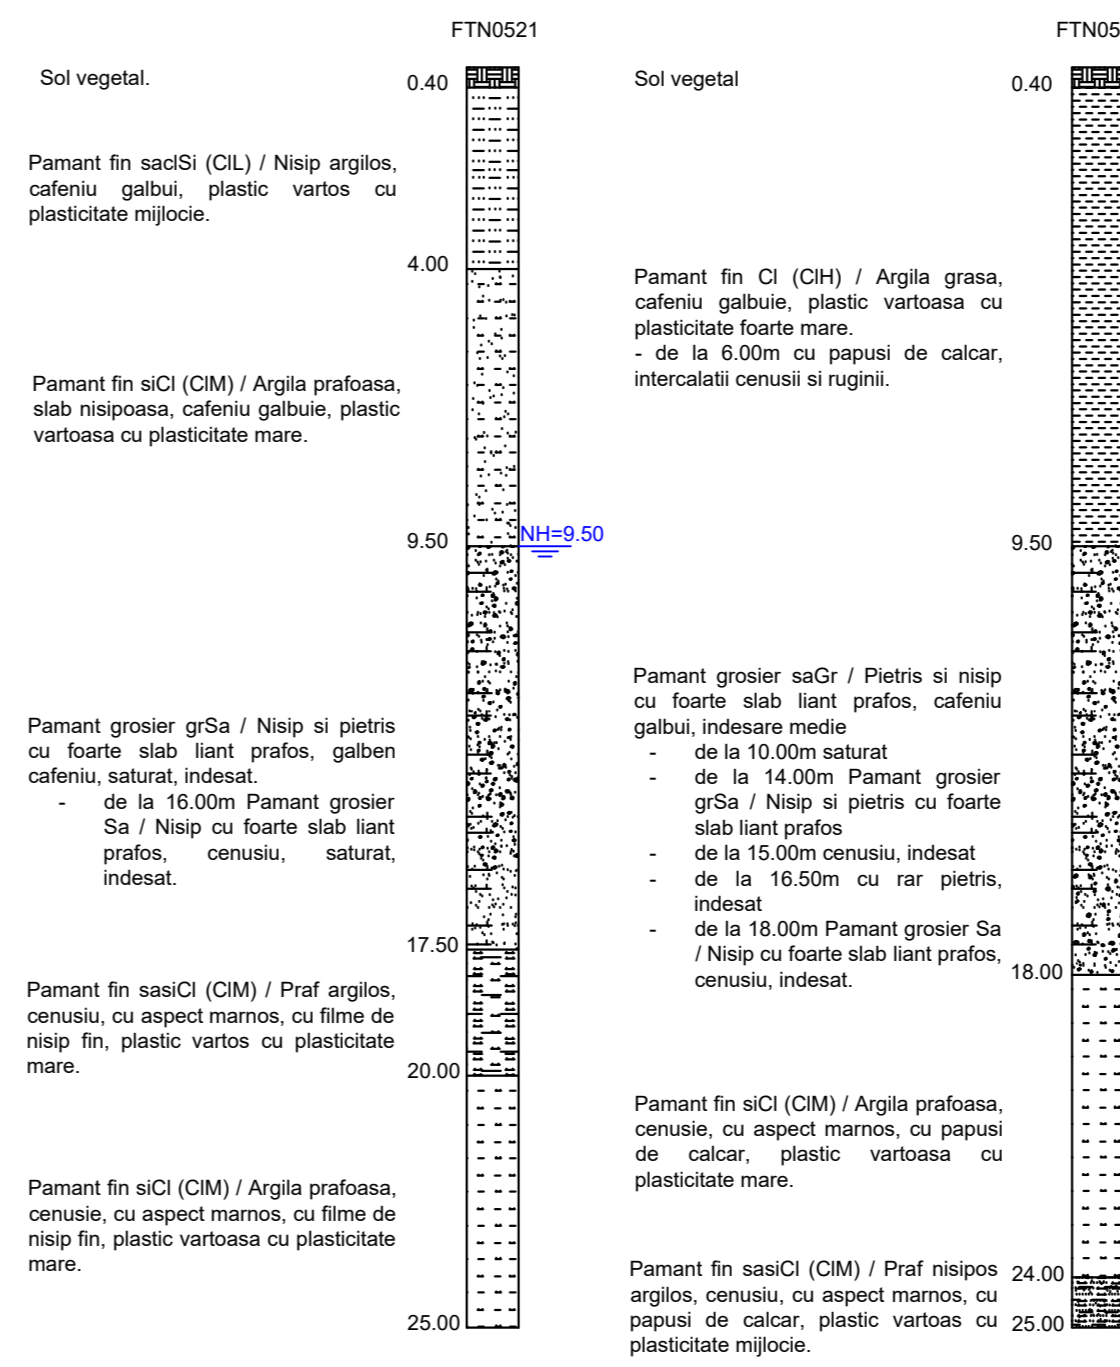 FTN0521
Sol vegetal.
0.40
Pamant fin saclSi (ClL) / Nisip argilos,
cafeniu galbui, plastic vartos cu
plasticitate mijlocie.
4.00
Pamant fin siCl (ClM) / Argila prafoasa,
slab nisipoasa, cafeniu galbuie, plastic
vartoasa cu plasticitate mare.
9.50
NH=9.50
Pamant grosier grSa / Nisip si pietris
cu foarte slab liant prafos, galben
cafeniu, saturat, indesat.
- de la 16.00m Pamant grosier
Sa / Nisip cu foarte slab liant
prafos, cenusiu, saturat,
indesat.
17.50
Pamant fin sasiCl (ClM) / Praf argilos,
cenusiu, cu aspect marnos, cu filme de
nisip fin, plastic vartos cu plasticitate
mare.
20.00
Pamant fin siCl (ClM) / Argila prafoasa,
cenusie, cu aspect marnos, cu filme de
nisip fin, plastic vartoasa cu plasticitate
mare.
25.00
FTN05
Sol vegetal
0.40
Pamant fin Cl (ClH) / Argila grasa,
cafeniu galbuie, plastic vartoasa cu
plasticitate foarte mare.
- de la 6.00m cu papusi de calcar,
intercalatii cenusii si ruginii.
9.50
Pamant grosier saGr / Pietris si nisip
cu foarte slab liant prafos, cafeniu
galbui, indesare medie
- de la 10.00m saturat
- de la 14.00m Pamant grosier
grSa / Nisip si pietris cu foarte
slab liant prafos
- de la 15.00m cenusiu, indesat
- de la 16.50m cu rar pietris,
indesat
- de la 18.00m Pamant grosier Sa
/ Nisip cu foarte slab liant prafos,
cenusiu, indesat.
18.00
Pamant fin siCl (ClM) / Argila prafoasa,
cenusie, cu aspect marnos, cu papusi
de calcar, plastic vartoasa cu
plasticitate mare.
24.00
Pamant fin sasiCl (ClM) / Praf nisipos
argilos, cenusiu, cu aspect marnos, cu
papusi de calcar, plastic vartoas cu
plasticitate mijlocie.
25.00